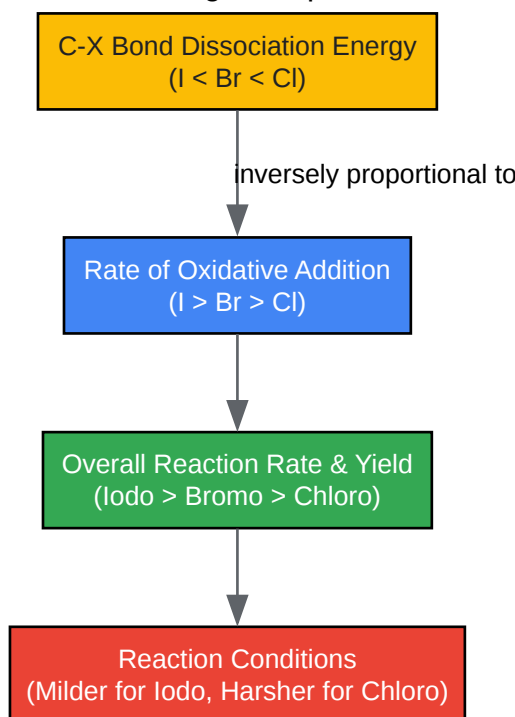 C-X Bond Dissociation Energy
(I < Br < Cl)
inversely proportional to
Rate of Oxidative Addition
(I > Br > Cl)
Overall Reaction Rate & Yield
(Iodo > Bromo > Chloro)
Reaction Conditions
(Milder for Iodo, Harsher for Chloro)